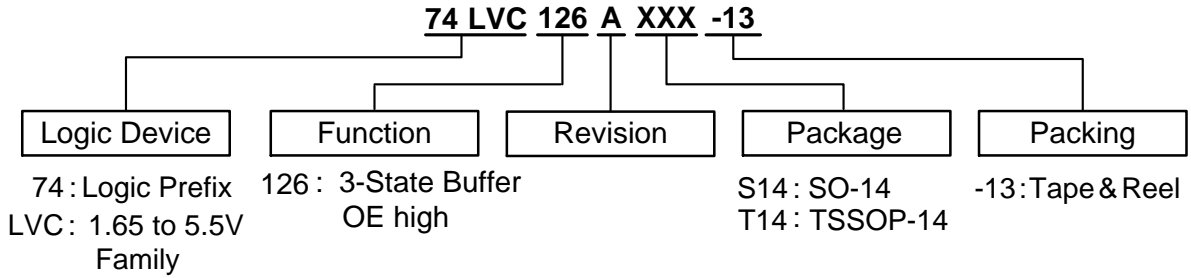 74 LVC 126 A XXX -13
Logic Device
Function
Revision
Package
Packing
74 : Logic Prefix
LVC : 1.65 to 5.5V
Family
126 : 3-State Buffer
OE high
S14 : SO-14
T14 : TSSOP-14
-13 : Tape & Reel